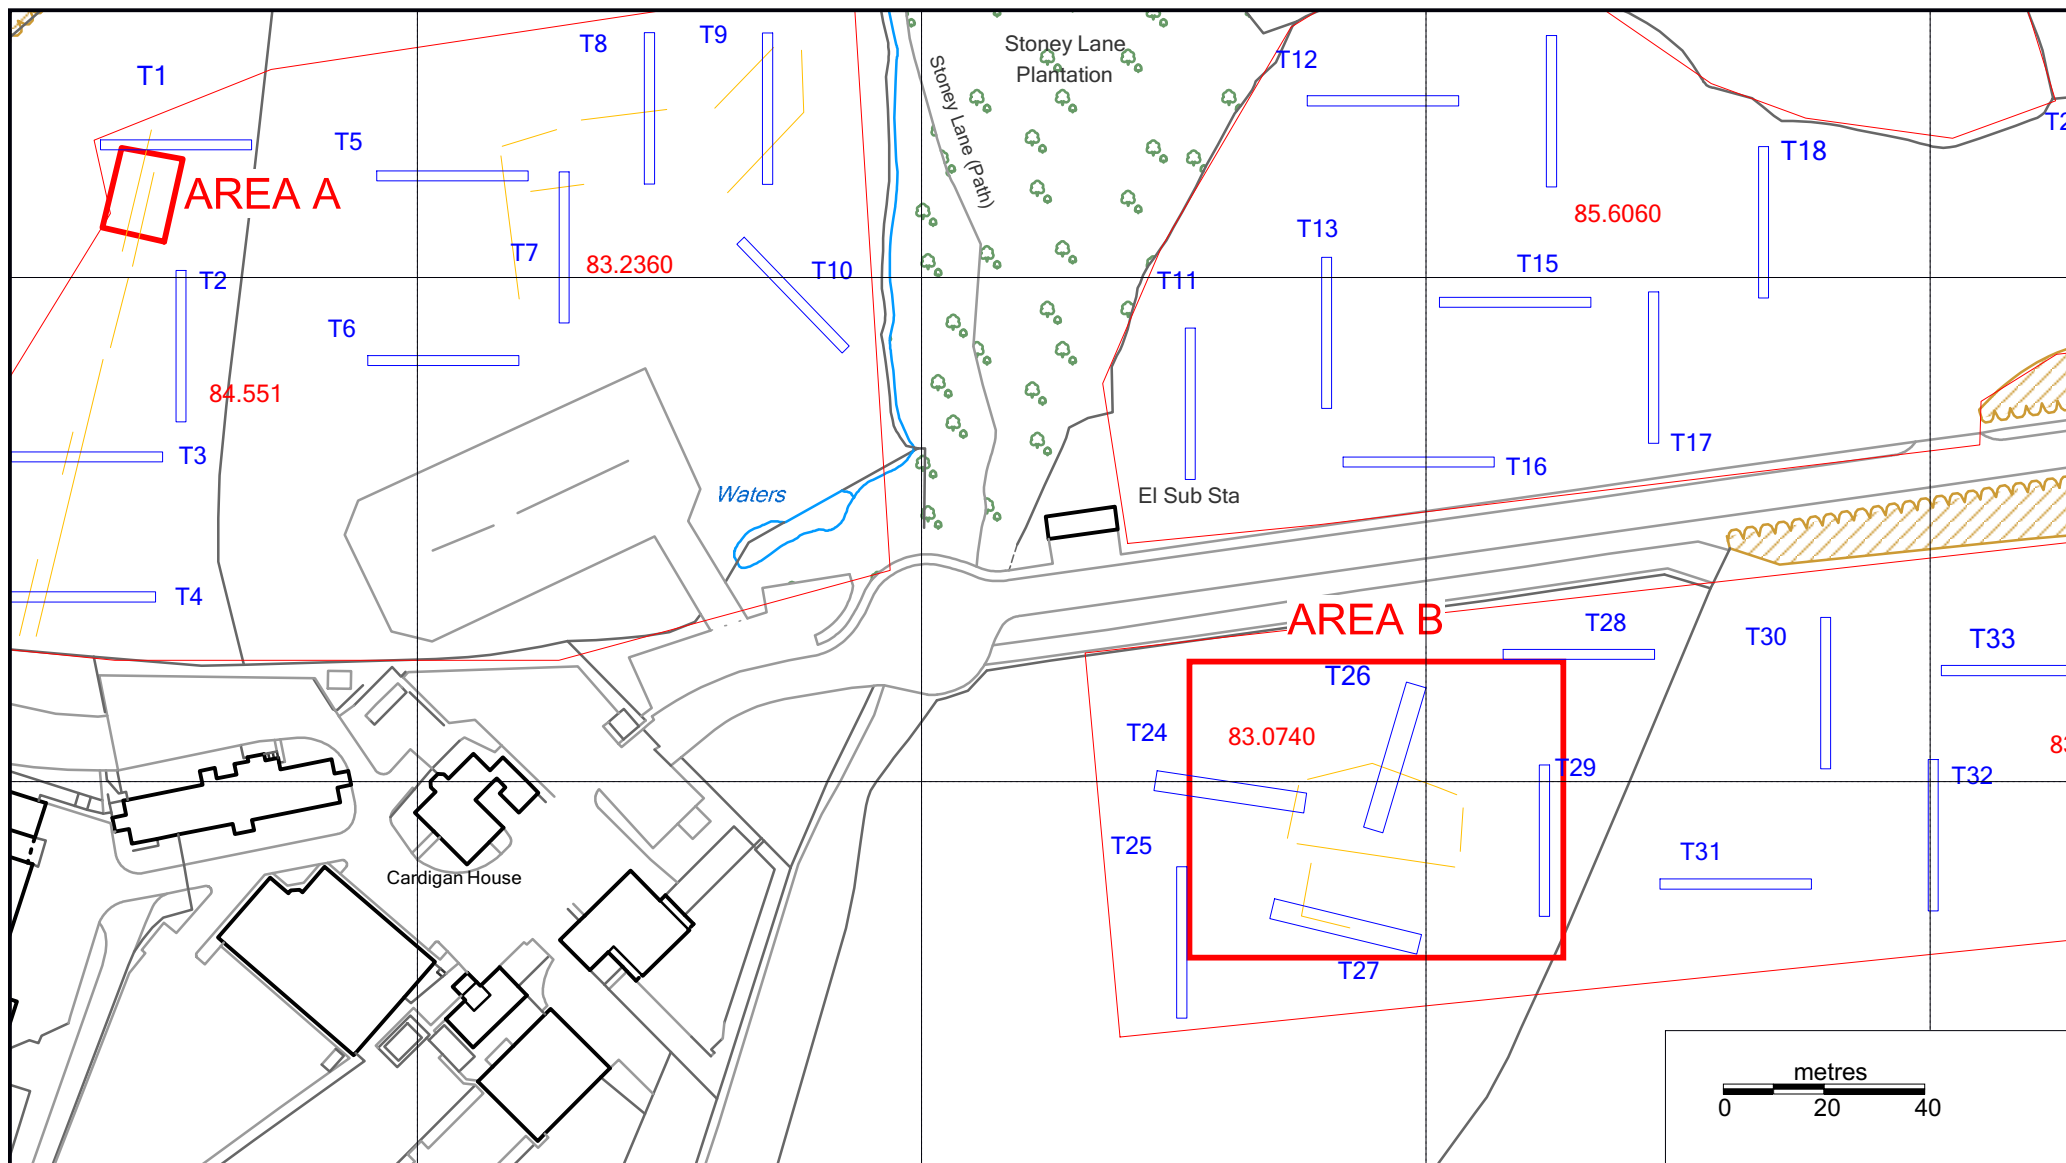 T8
T9
Stoney Lane
Plantation
T12
T1
Stoney Lane (Path)
T5
T18
AREA A
85.6060
T13
T7
83.2360
T10
T15
T2
T11
T6
84.551
T17
T3
T16
Waters
El Sub Sta
T4
AREA B
T28
T30
T33
T26
T24
83.0740
T29
T32
T25
T31
Cardigan House
T27
metres
0
20
40